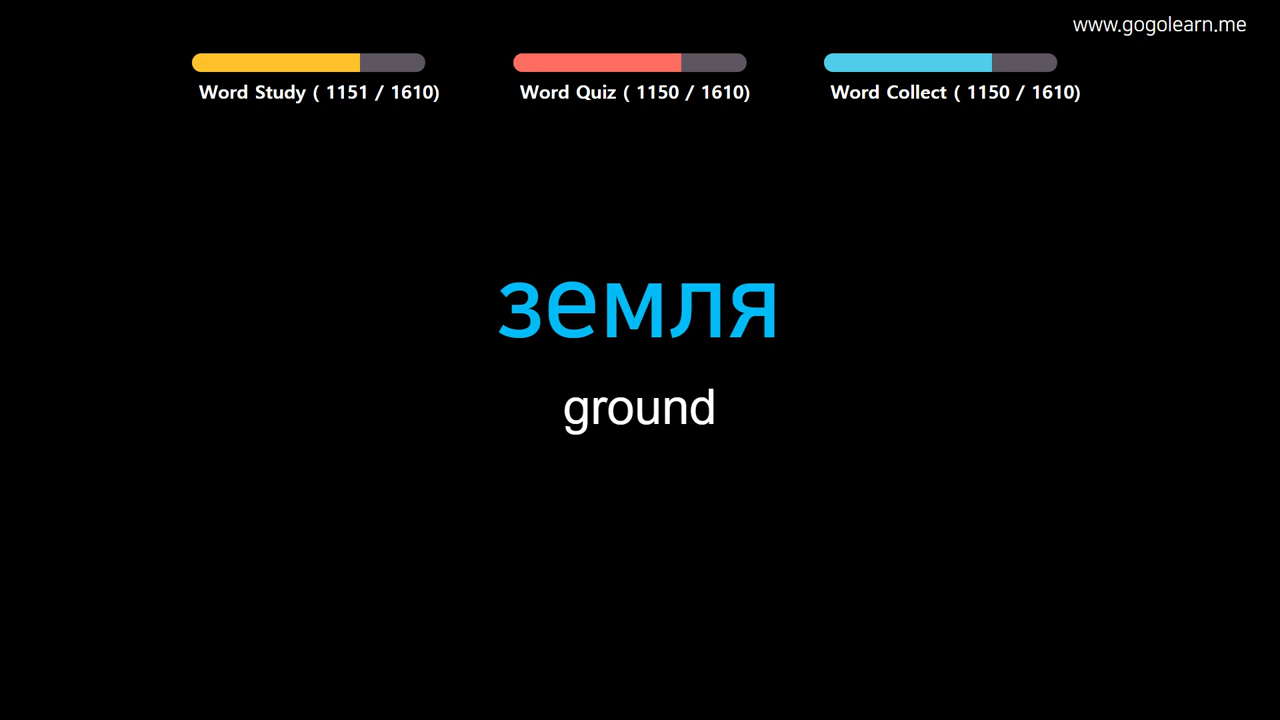 www.gogolearn.me
Word Study ( 1151 / 1610)
Word Quiz ( 1150 / 1610)
Word Collect ( 1150 / 1610)
земля
ground